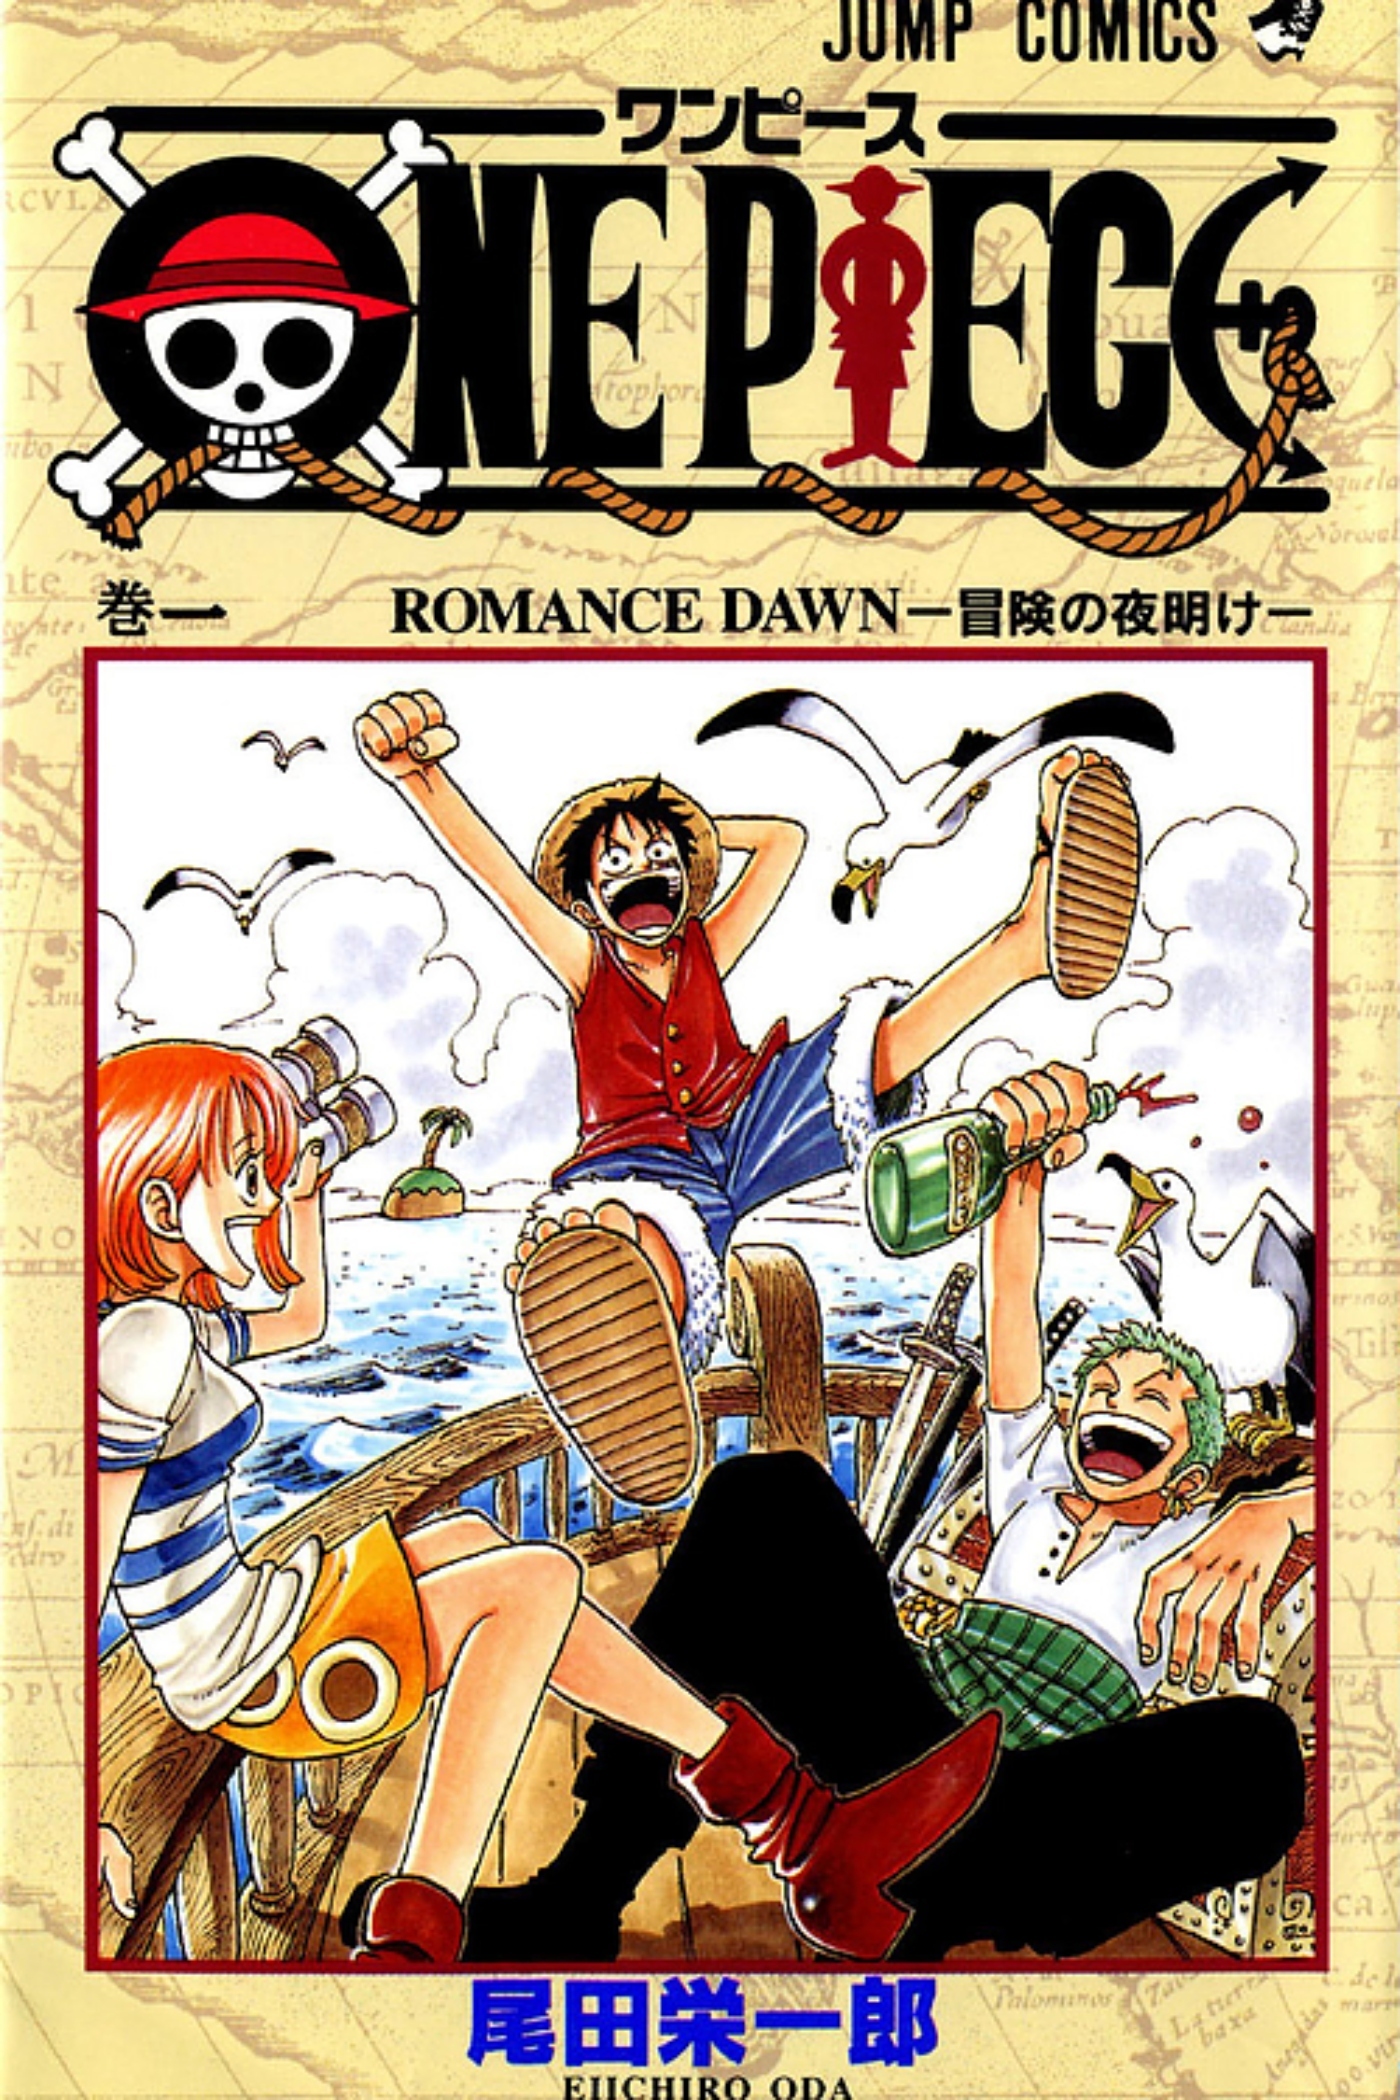 JUMP COMICS
ワンピース
ONE PIECE
巻一
ROMANCE DAWN—冒険の夜明け—
尾田栄一郎
EIICHIRO ODA